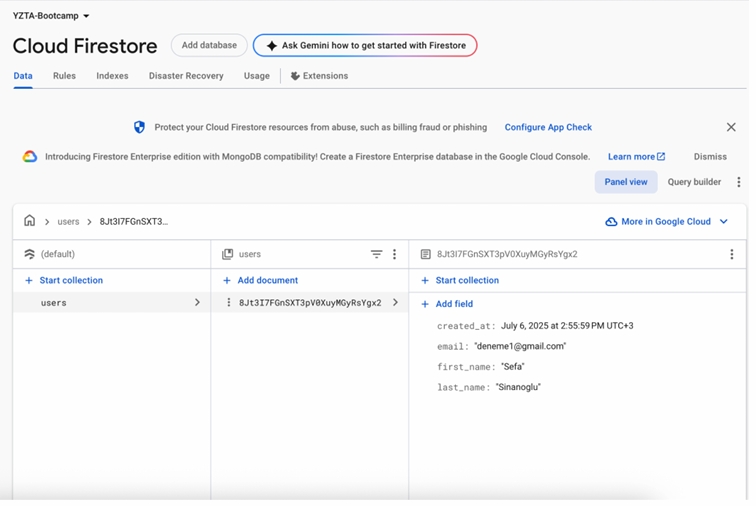 YZTA-Bootcamp
Cloud Firestore
Add database
Ask Gemini how to get started with Firestore
Data Rules Indexes Disaster Recovery Usage Extensions
Protect your Cloud Firestore resources from abuse, such as billing fraud or phishing Configure App Check
Introducing Firestore Enterprise edition with MongoDB compatibility! Create a Firestore Enterprise database in the Google Cloud Console. Learn more Dismiss
Panel view Query builder
users 8Jt3I7FGnSXT3...
More in Google Cloud
(default)
Start collection
users
users
Add document
8Jt3I7FGnSXT3pV0XuyMGyRsYgx2
8Jt3I7FGnSXT3pV0XuyMGyRsYgx2
Start collection
Add field
created_at: July 6, 2025 at 2:55:59 PM UTC+3
email: "deneme1@gmail.com"
first_name: "Sefa"
last_name: "Sinanoglu"